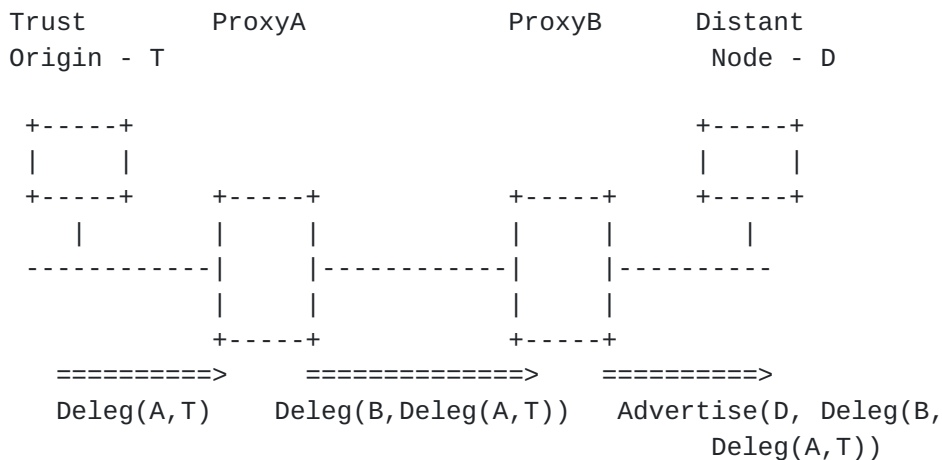 Trust ProxyA ProxyB Distant
Origin - T Node - D
==========> ==============> ==========>
Deleg(A,T) Deleg(B,Deleg(A,T)) Advertise(D, Deleg(B,
Deleg(A,T))